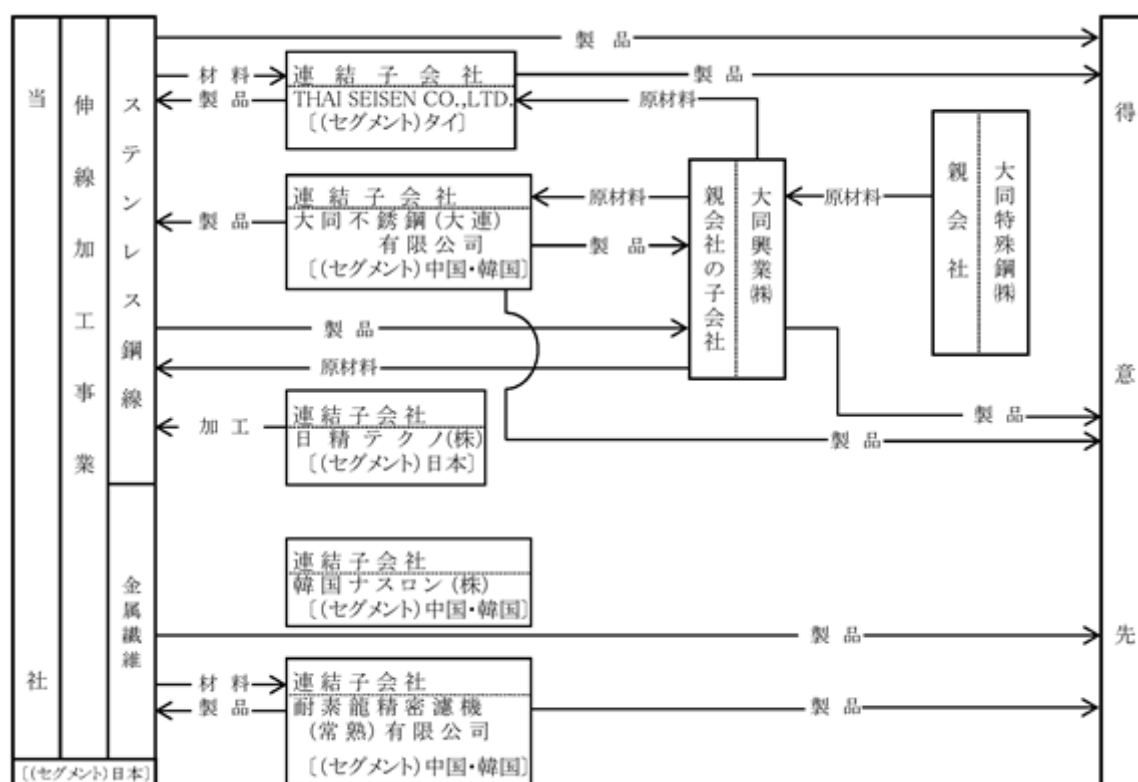 当社
伸線加工事業
ステンレス鋼線
金属繊維
[(セグメント)日本]
製品
材料
製品
連結子会社
THAI SEISEN CO.,LTD.
[(セグメント)タイ]
製品
原材料
製品
連結子会社
大同不銹鋼(大連)
有限公司
[(セグメント)中国・韓国]
原材料
製品
親会社の子会社
大同興業㈱
原材料
親会社
大同特殊鋼㈱
製品
原材料
加工
連結子会社
日精テクノ(株)
[(セグメント)日本]
製品
製品
連結子会社
韓国ナスロン(株)
[(セグメント)中国・韓国]
製品
材料
製品
連結子会社
耐素龍精密濾機
(常熟)有限公司
[(セグメント)中国・韓国]
製品
得意先